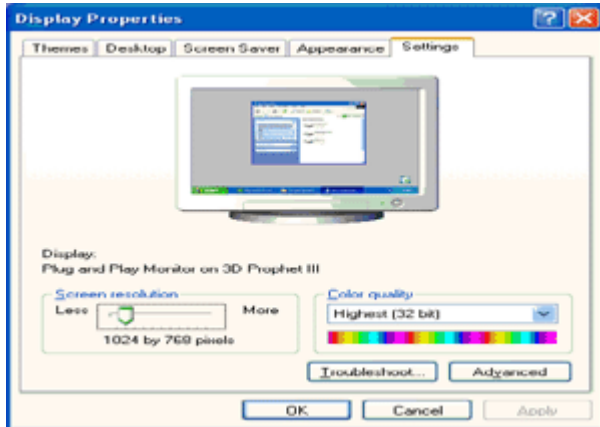 Display Properties
Themes Desktop Screen Saver Appearance Settings
Display:
Plug and Play Monitor on 3D Prophet III
Screen resolution
Less More
1024 by 768 pixels
Color quality
Highest (32 bit)
Troubleshoot... Advanced
OK Cancel Apply